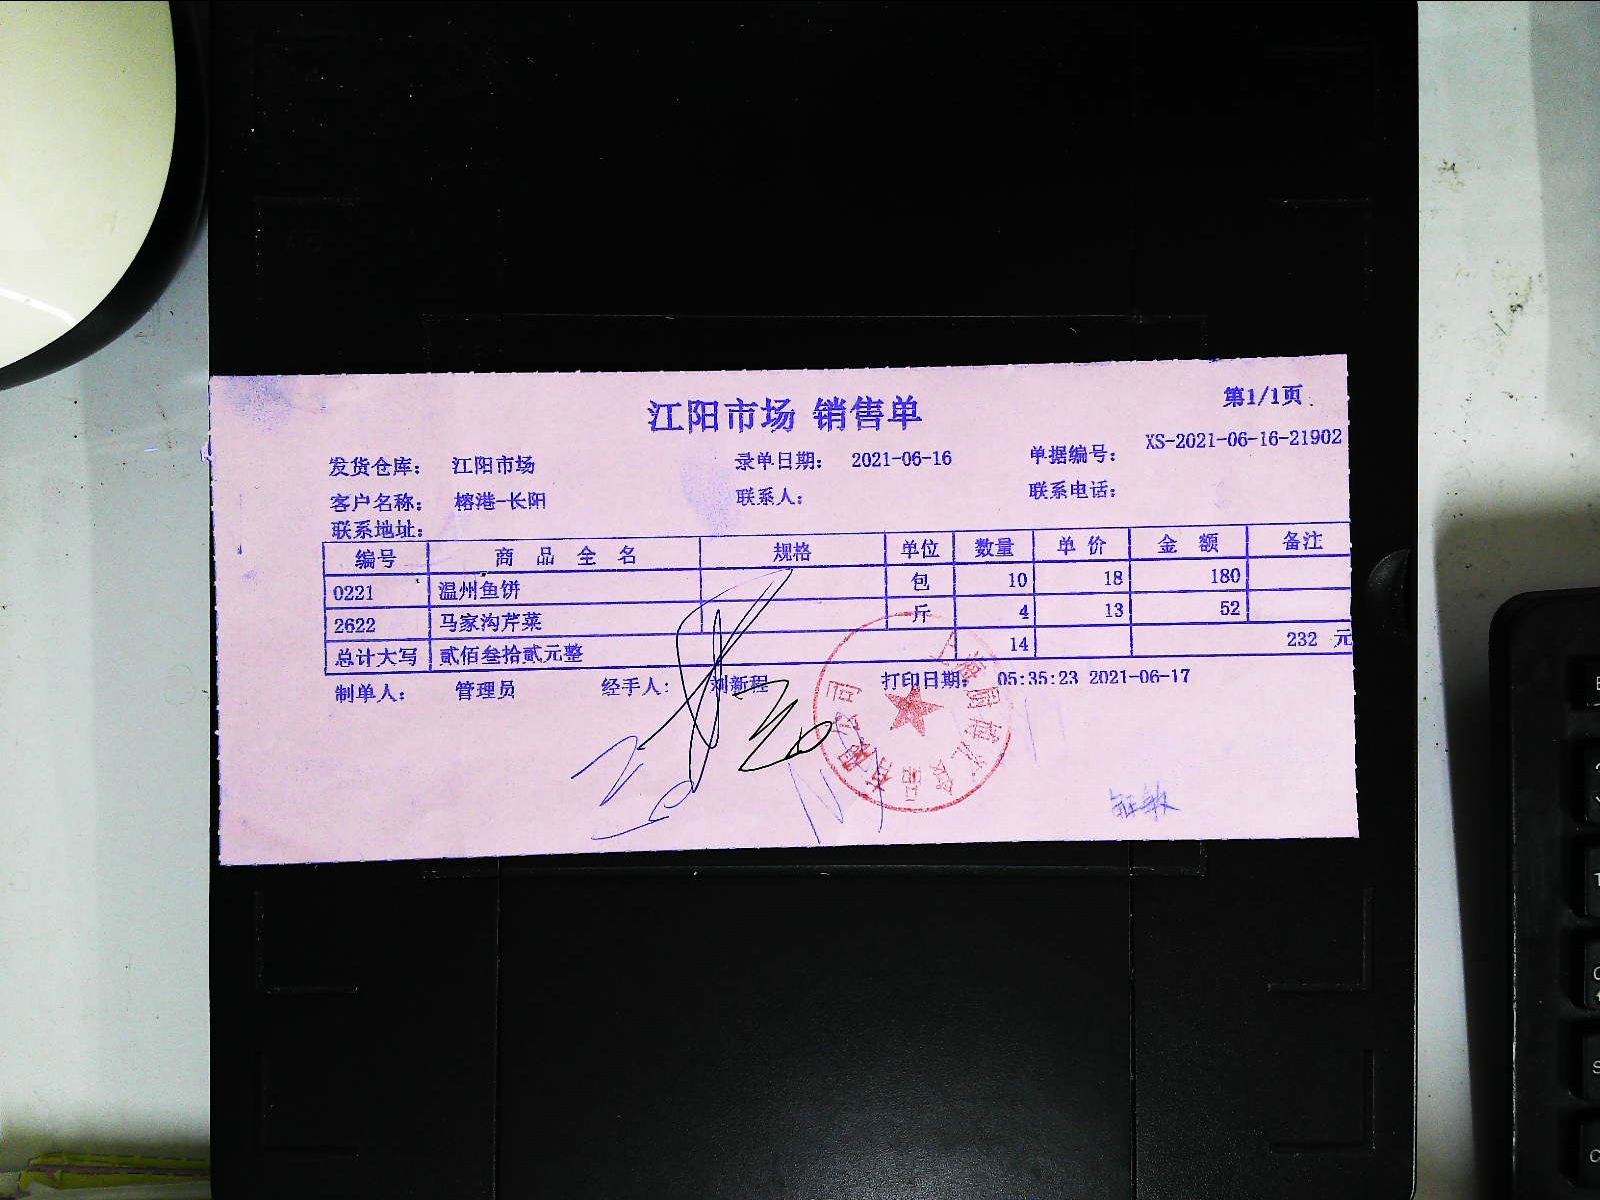 江阳市场 销售单
第1/1页
发货仓库： 江阳市场 录单日期： 2021-06-16 单据编号： XS-2021-06-16-21902
客户名称： 榕港-长阳 联系人： 联系电话：
联系地址：
编号 商品全名 规格 单位 数量 单价 金额 备注
0221 温州鱼饼 包 10 18 180
2622 马家沟芹菜 斤 4 13 52
总计大写 贰佰叁拾贰元整 14 232 元
制单人： 管理员 经手人： 刘新程 打印日期： 05:35:23 2021-06-17